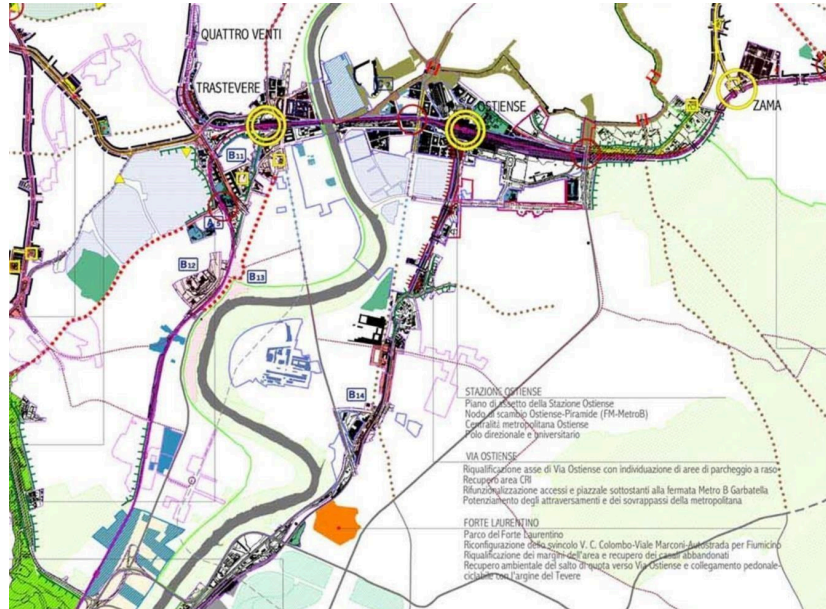 QUATTRO VENTI
TRASTEVERE
OSTIENSE
ZAMA
B11
B12
B13
B14
STAZIONE OSTIENSE
Piano di assetto della Stazione Ostiense
Nodo di scambio Ostiense-Piramide (FM-MetroB)
Centralità metropolitana Ostiense
Polo direzionale e universitario
VIA OSTIENSE
Riqualificazione asse di Via Ostiense con individuazione di aree di parcheggio a raso
Recupero area CRI
Rifunzionalizzazione accessi e piazzale sottostanti alla fermata Metro B Garbatella
Potenziamento degli attraversamenti e dei sovrappassi della metropolitana
FORTE LAURENTINO
Parco del Forte Laurentino
Riconfigurazione dello svincolo V. C. Colombo-Viale Marconi-Autostrada per Fiumicino
Riqualificazione dei margini dell'area e recupero dei casali abbandonati
Recupero ambientale del salto di quota verso Via Ostiense e collegamento pedonale-
ciclabile con l'argine del Tevere